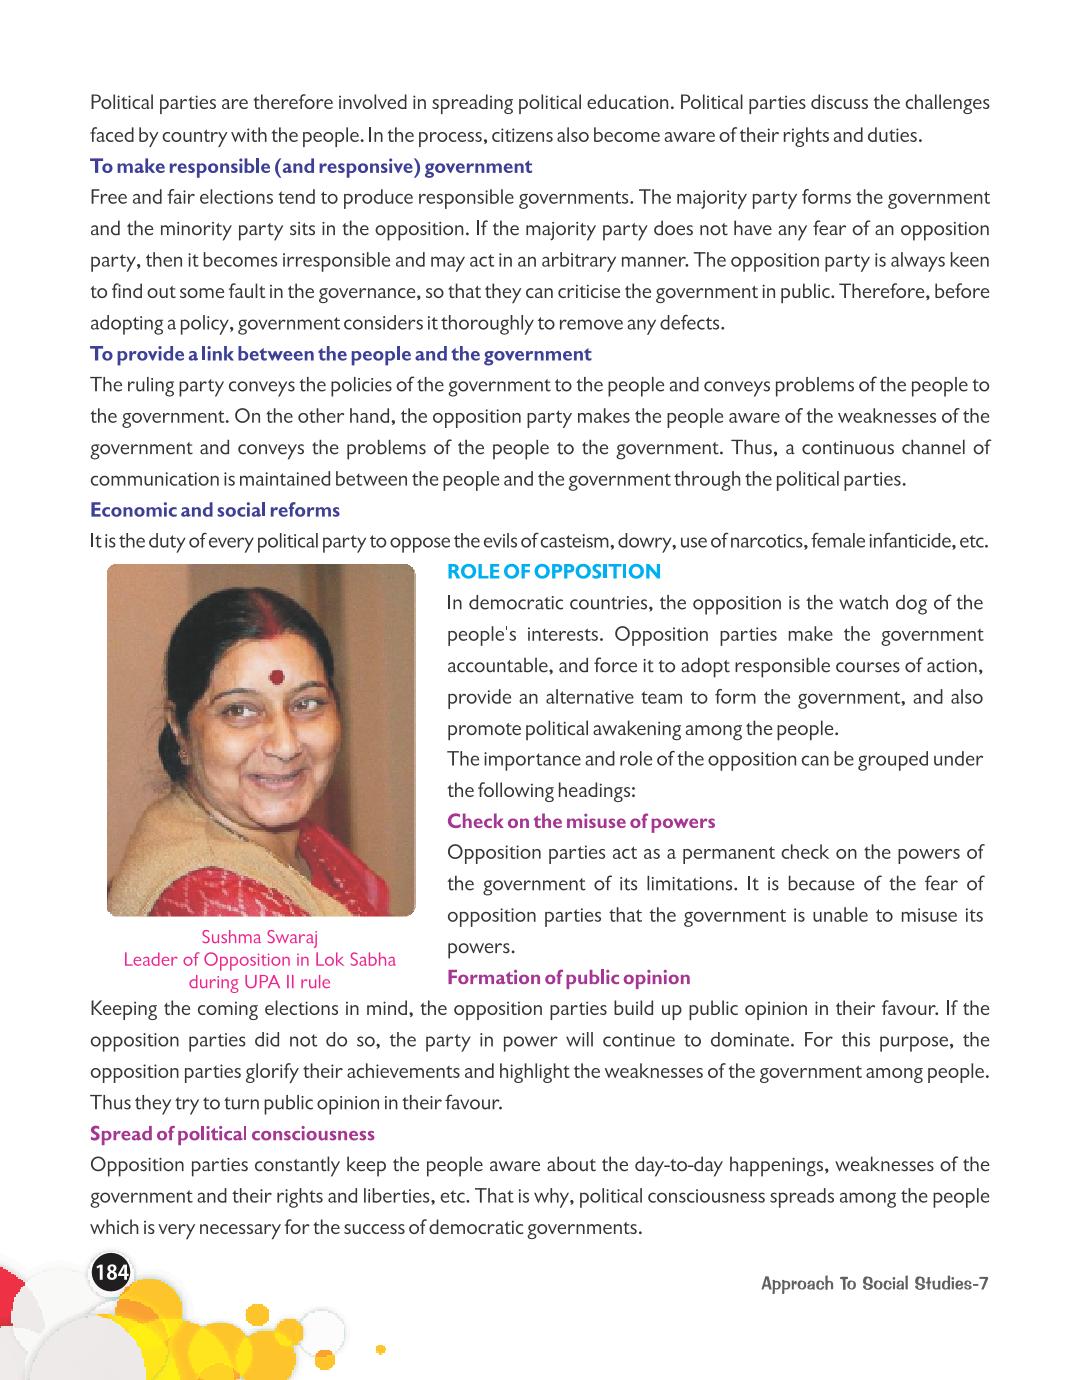 Political parties are therefore involved in spreading political education. Political parties discuss the challenges
faced by country with the people. In the process, citizens also become aware of their rights and duties.
To make responsible (and responsive) government
Free and fair elections tend to produce responsible governments. The majority party forms the government
and the minority party sits in the opposition. If the majority party does not have any fear of an opposition
party, then it becomes irresponsible and may act in an arbitrary manner. The opposition party is always keen
to find out some fault in the governance, so that they can criticise the government in public. Therefore, before
adopting a policy, government considers it thoroughly to remove any defects.
To provide a link between the people and the government
The ruling party conveys the policies of the government to the people and conveys problems of the people to
the government. On the other hand, the opposition party makes the people aware of the weaknesses of the
government and conveys the problems of the people to the government. Thus, a continuous channel of
communication is maintained between the people and the government through the political parties.
Economic and social reforms
It is the duty of every political party to oppose the evils of casteism, dowry, use of narcotics, female infanticide, etc.
Sushma Swaraj
Leader of Opposition in Lok Sabha
during UPA II rule
ROLE OF OPPOSITION
In democratic countries, the opposition is the watch dog of the
people's interests. Opposition parties make the government
accountable, and force it to adopt responsible courses of action,
provide an alternative team to form the government, and also
promote political awakening among the people.
The importance and role of the opposition can be grouped under
the following headings:
Check on the misuse of powers
Opposition parties act as a permanent check on the powers of
the government of its limitations. It is because of the fear of
opposition parties that the government is unable to misuse its
powers.
Formation of public opinion
Keeping the coming elections in mind, the opposition parties build up public opinion in their favour. If the
opposition parties did not do so, the party in power will continue to dominate. For this purpose, the
opposition parties glorify their achievements and highlight the weaknesses of the government among people.
Thus they try to turn public opinion in their favour.
Spread of political consciousness
Opposition parties constantly keep the people aware about the day-to-day happenings, weaknesses of the
government and their rights and liberties, etc. That is why, political consciousness spreads among the people
which is very necessary for the success of democratic governments.
184
Approach To Social Studies-7